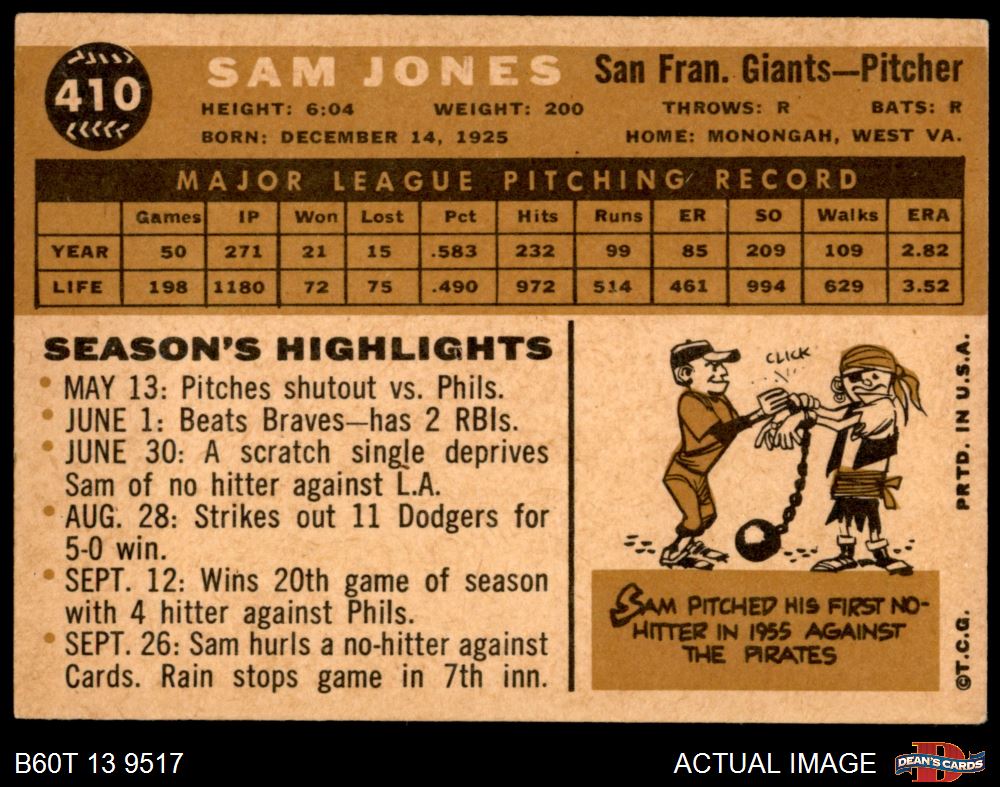 410
SAM JONES
San Fran. Giants—Pitcher
HEIGHT: 6:04 WEIGHT: 200 THROWS: R BATS: R
BORN: DECEMBER 14, 1925 HOME: MONONGAH, WEST VA.
MAJOR LEAGUE PITCHING RECORD
Games IP Won Lost Pct Hits Runs ER SO Walks ERA
YEAR 50 271 21 15 .583 232 99 85 209 109 2.82
LIFE 198 1180 72 75 .490 972 514 461 994 629 3.52
SEASON'S HIGHLIGHTS
• MAY 13: Pitches shutout vs. Phils.
• JUNE 1: Beats Braves—has 2 RBIs.
• JUNE 30: A scratch single deprives
Sam of no hitter against L.A.
• AUG. 28: Strikes out 11 Dodgers for
5-0 win.
• SEPT. 12: Wins 20th game of season
with 4 hitter against Phils.
• SEPT. 26: Sam hurls a no-hitter against
Cards. Rain stops game in 7th inn.
CLICK
SAM PITCHED HIS FIRST NO-
HITTER IN 1955 AGAINST
THE PIRATES
©T.C.G. PRTD. IN U.S.A.
B60T 13 9517
ACTUAL IMAGE
DEAN'S CARDS